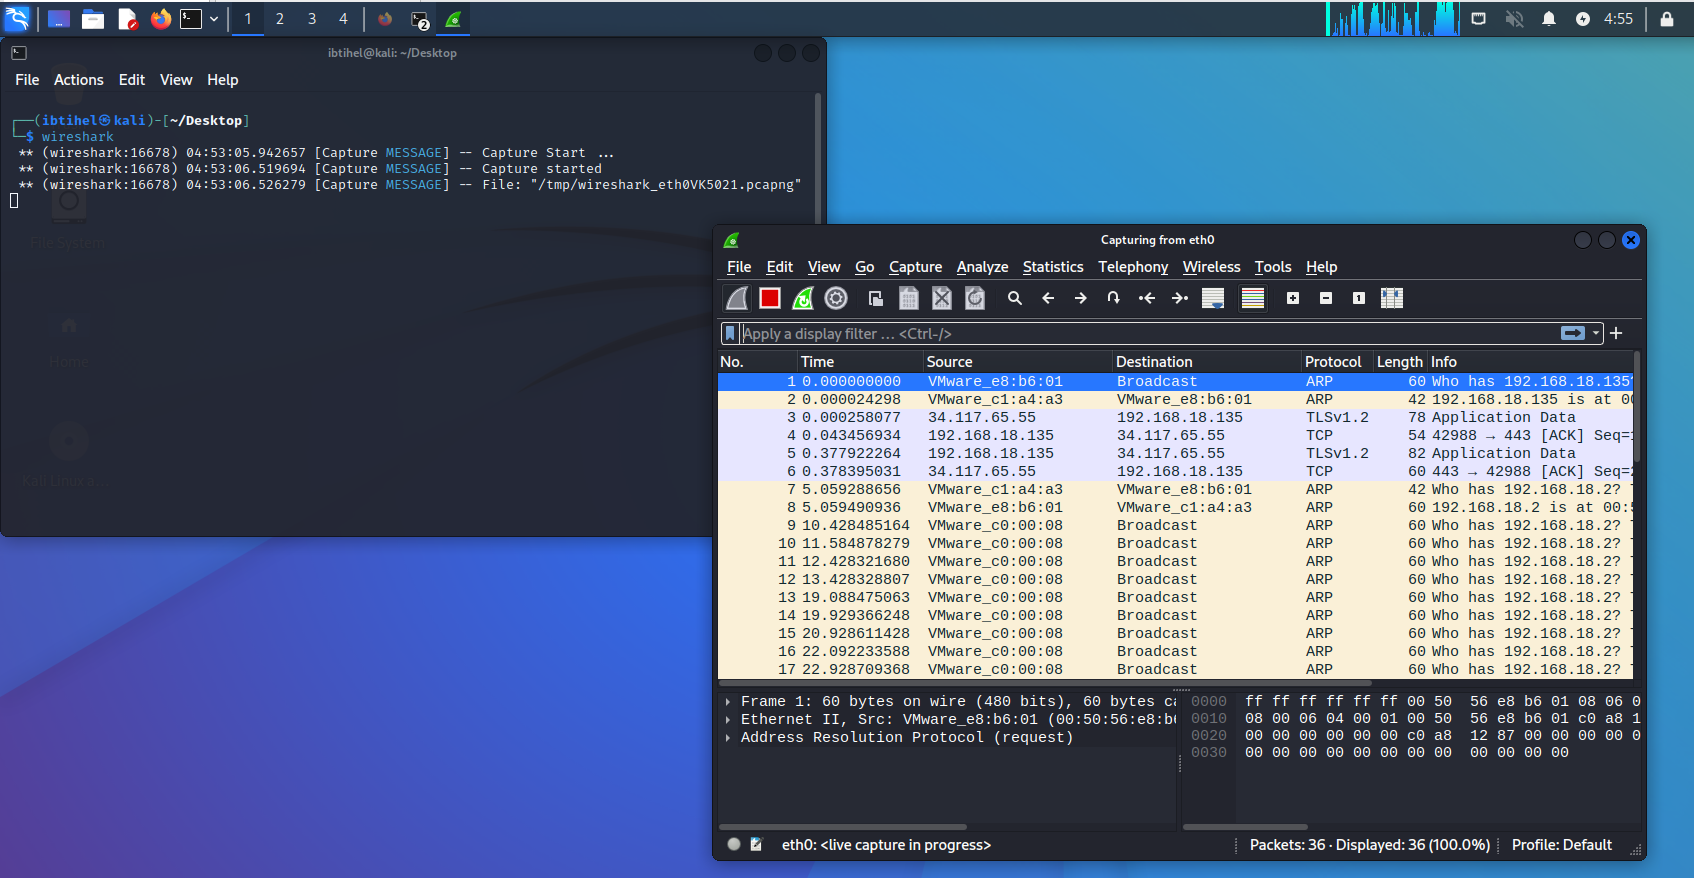 1 2 3 4 2 4:55
ibtihel@kali: ~/Desktop
File Actions Edit View Help
┌──(ibtihel㉿kali)-[~/Desktop]
└─$ wireshark
** (wireshark:16678) 04:53:05.942657 [Capture MESSAGE] -- Capture Start ...
** (wireshark:16678) 04:53:06.519694 [Capture MESSAGE] -- Capture started
** (wireshark:16678) 04:53:06.526279 [Capture MESSAGE] -- File: "/tmp/wireshark_eth0VK5021.pcapng"
File System
Home
Kali Linux a...
Capturing from eth0
File Edit View Go Capture Analyze Statistics Telephony Wireless Tools Help
Apply a display filter ... <Ctrl-/>
No. Time Source Destination Protocol Length Info
1 0.000000000 VMware_e8:b6:01 Broadcast ARP 60 Who has 192.168.18.135?
2 0.000024298 VMware_c1:a4:a3 VMware_e8:b6:01 ARP 42 192.168.18.135 is at 00
3 0.000258077 34.117.65.55 192.168.18.135 TLSv1.2 78 Application Data
4 0.043456934 192.168.18.135 34.117.65.55 TCP 54 42988 → 443 [ACK] Seq=1
5 0.377922264 192.168.18.135 34.117.65.55 TLSv1.2 82 Application Data
6 0.378395031 34.117.65.55 192.168.18.135 TCP 60 443 → 42988 [ACK] Seq=2
7 5.059288656 VMware_c1:a4:a3 VMware_e8:b6:01 ARP 42 Who has 192.168.18.2? T
8 5.059490936 VMware_e8:b6:01 VMware_c1:a4:a3 ARP 60 192.168.18.2 is at 00:5
9 10.428485164 VMware_c0:00:08 Broadcast ARP 60 Who has 192.168.18.2? T
10 11.584878279 VMware_c0:00:08 Broadcast ARP 60 Who has 192.168.18.2? T
11 12.428321680 VMware_c0:00:08 Broadcast ARP 60 Who has 192.168.18.2? T
12 13.428328807 VMware_c0:00:08 Broadcast ARP 60 Who has 192.168.18.2? T
13 19.088475063 VMware_c0:00:08 Broadcast ARP 60 Who has 192.168.18.2? T
14 19.929366248 VMware_c0:00:08 Broadcast ARP 60 Who has 192.168.18.2? T
15 20.928611428 VMware_c0:00:08 Broadcast ARP 60 Who has 192.168.18.2? T
16 22.092233588 VMware_c0:00:08 Broadcast ARP 60 Who has 192.168.18.2? T
17 22.928709368 VMware_c0:00:08 Broadcast ARP 60 Who has 192.168.18.2? T
Frame 1: 60 bytes on wire (480 bits), 60 bytes ca
Ethernet II, Src: VMware_e8:b6:01 (00:50:56:e8:b6
Address Resolution Protocol (request)
0000 ff ff ff ff ff ff 00 50 56 e8 b6 01 08 06 0
0010 08 00 06 04 00 01 00 50 56 e8 b6 01 c0 a8 1
0020 00 00 00 00 00 00 c0 a8 12 87 00 00 00 00 0
0030 00 00 00 00 00 00 00 00 00 00 00 00
eth0: <live capture in progress>
Packets: 36 · Displayed: 36 (100.0%)
Profile: Default